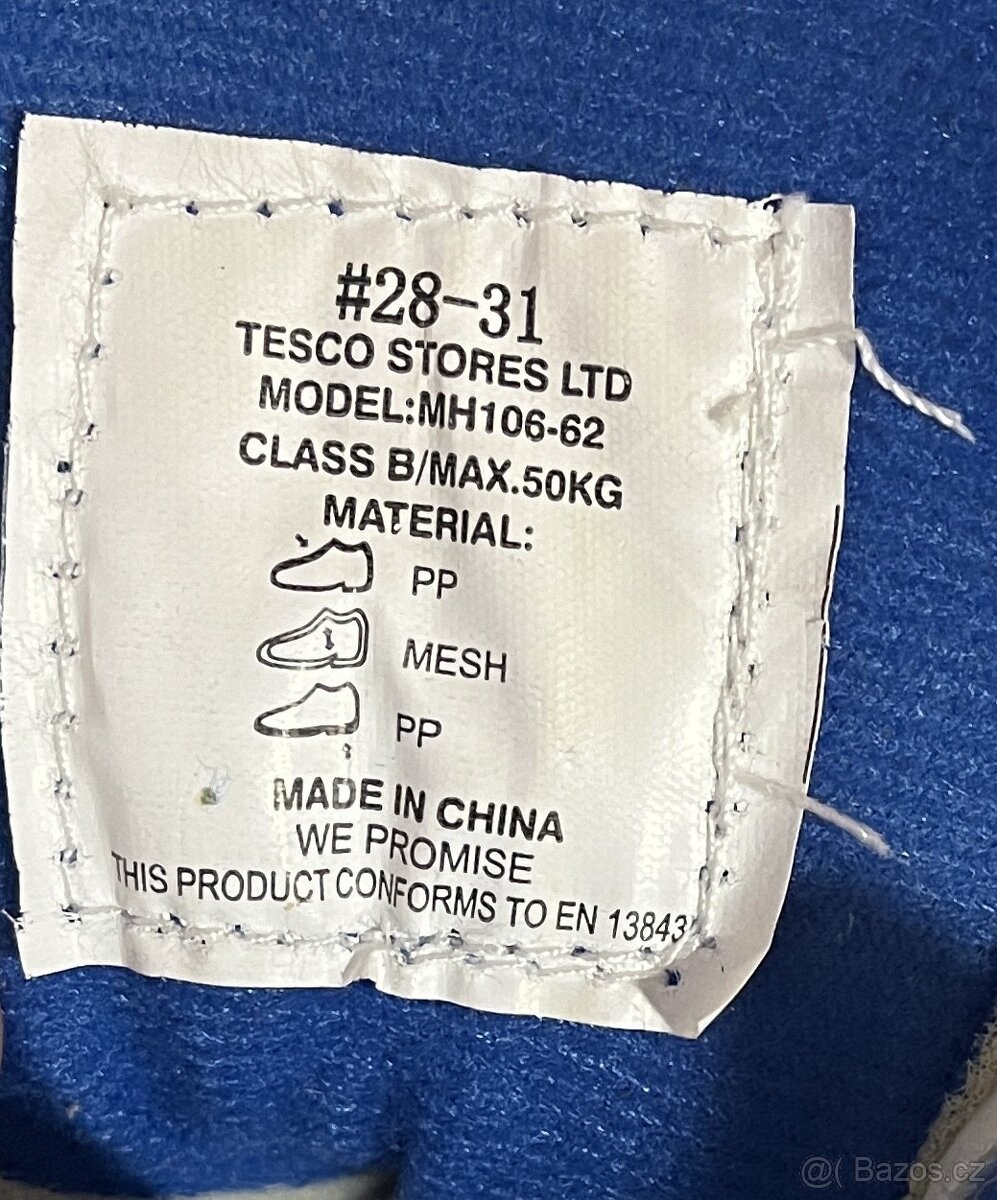 #28-31
TESCO STORES LTD
MODEL:MH106-62
CLASS B/MAX.50KG
MATERIAL:
PP
MESH
PP
MADE IN CHINA
WE PROMISE
THIS PRODUCT CONFORMS TO EN 13843
@( Bazos.cz